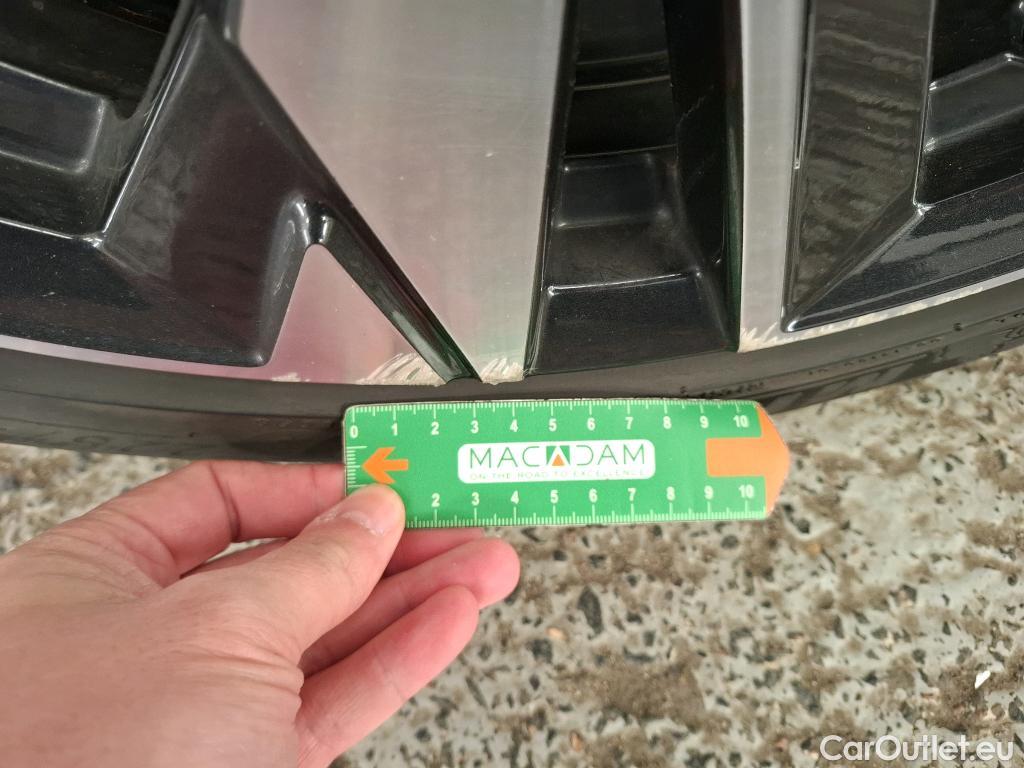 0 1 2 3 4 5 6 7 8 9 10
MACADAM
ON THE ROAD TO EXCELLENCE
2 3 4 5 6 7 8 9 10
CarOutlet.eu